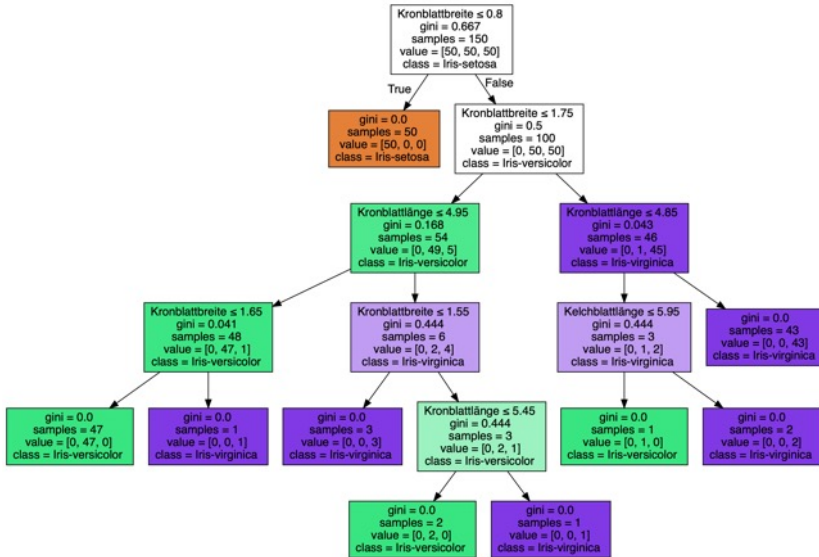 Kronblattbreite ≤ 0.8
gini = 0.667
samples = 150
value = [50, 50, 50]
class = Iris-setosa
True
False
gini = 0.0
samples = 50
value = [50, 0, 0]
class = Iris-setosa
Kronblattbreite ≤ 1.75
gini = 0.5
samples = 100
value = [0, 50, 50]
class = Iris-versicolor
Kronblattlänge ≤ 4.95
gini = 0.168
samples = 54
value = [0, 49, 5]
class = Iris-versicolor
Kronblattlänge ≤ 4.85
gini = 0.043
samples = 46
value = [0, 1, 45]
class = Iris-virginica
Kronblattbreite ≤ 1.65
gini = 0.041
samples = 48
value = [0, 47, 1]
class = Iris-versicolor
Kronblattbreite ≤ 1.55
gini = 0.444
samples = 6
value = [0, 2, 4]
class = Iris-virginica
Kelchblattlänge ≤ 5.95
gini = 0.444
samples = 3
value = [0, 1, 2]
class = Iris-virginica
gini = 0.0
samples = 43
value = [0, 0, 43]
class = Iris-virginica
gini = 0.0
samples = 47
value = [0, 47, 0]
class = Iris-versicolor
gini = 0.0
samples = 1
value = [0, 0, 1]
class = Iris-virginica
gini = 0.0
samples = 3
value = [0, 0, 3]
class = Iris-virginica
Kronblattlänge ≤ 5.45
gini = 0.444
samples = 3
value = [0, 2, 1]
class = Iris-versicolor
gini = 0.0
samples = 1
value = [0, 1, 0]
class = Iris-versicolor
gini = 0.0
samples = 2
value = [0, 0, 2]
class = Iris-virginica
gini = 0.0
samples = 2
value = [0, 2, 0]
class = Iris-versicolor
gini = 0.0
samples = 1
value = [0, 0, 1]
class = Iris-virginica